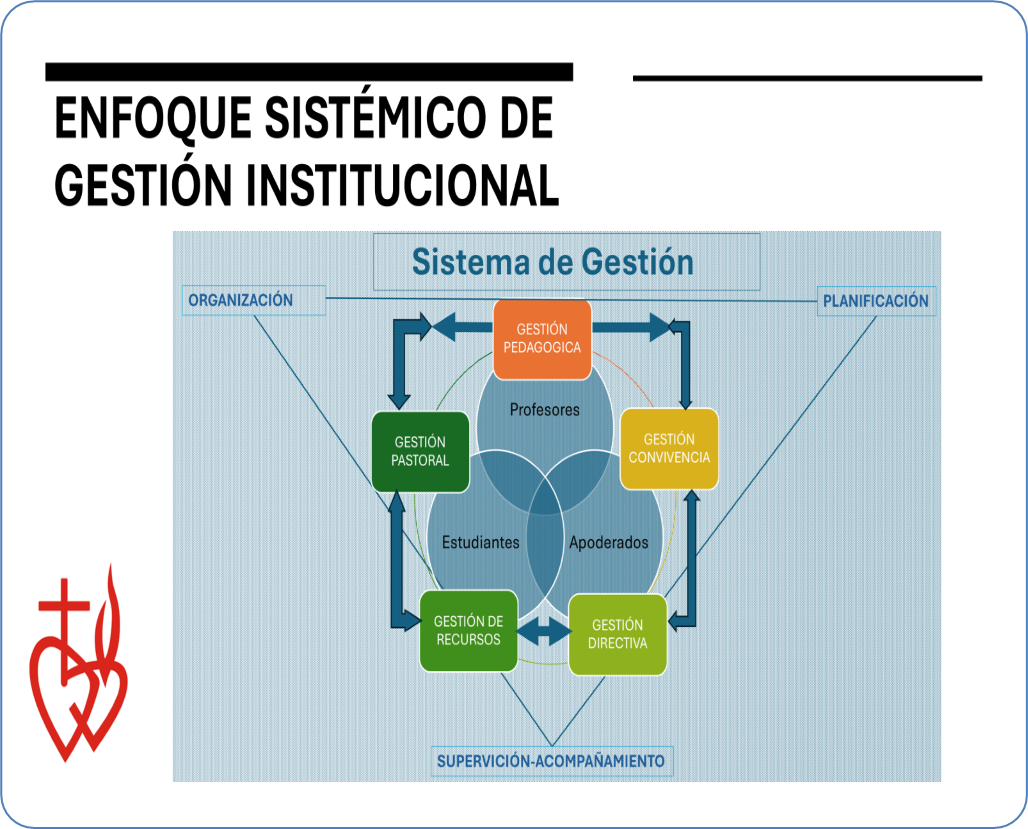 ENFOQUE SISTÉMICO DE
GESTIÓN INSTITUCIONAL
Sistema de Gestión
ORGANIZACIÓN
PLANIFICACIÓN
GESTIÓN
PEDAGOGICA
Profesores
GESTIÓN
PASTORAL
GESTIÓN
CONVIVENCIA
Estudiantes
Apoderados
GESTIÓN DE
RECURSOS
GESTIÓN
DIRECTIVA
SUPERVICIÓN-ACOMPAÑAMIENTO